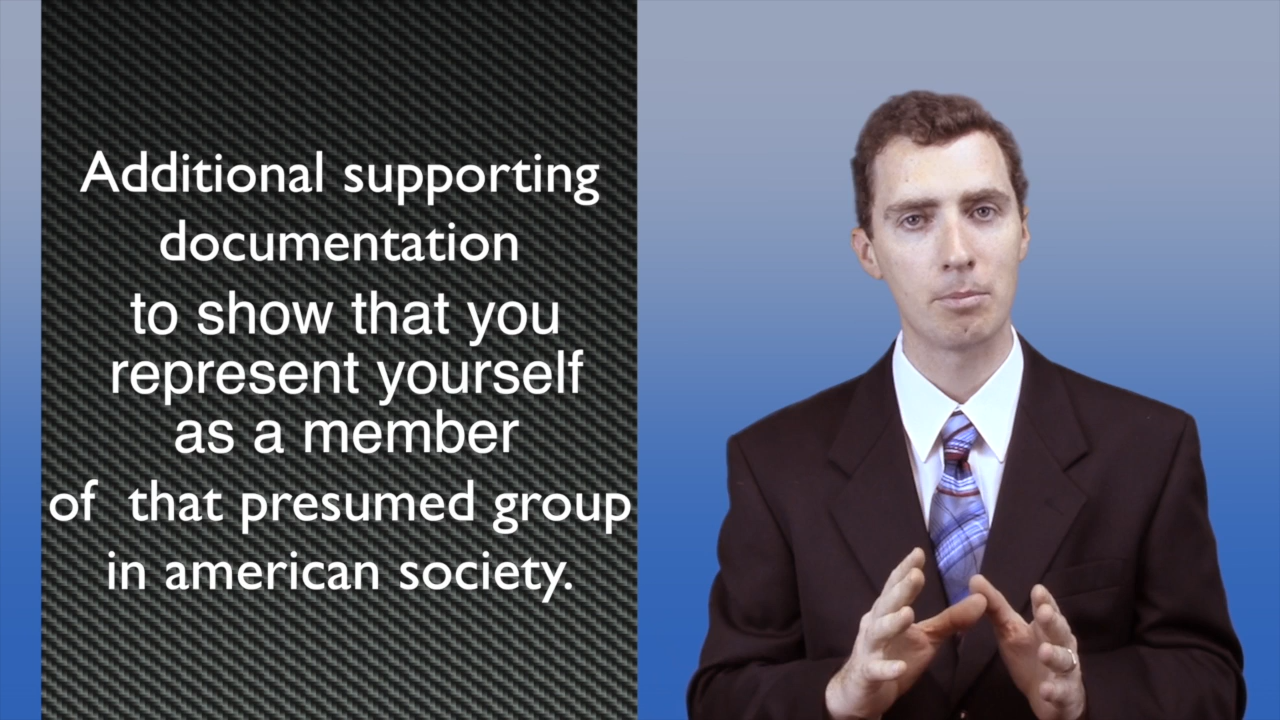 Additional supporting
documentation
to show that you
represent yourself
as a member
of that presumed group
in american society.